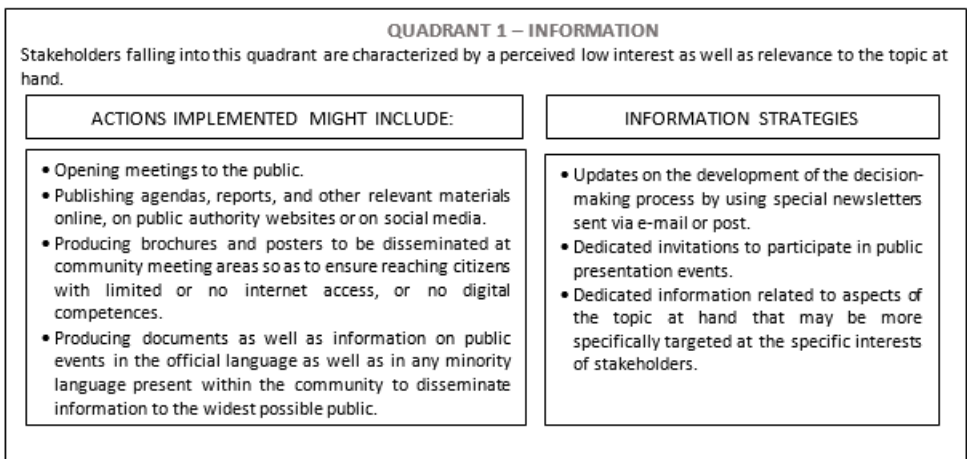 QUADRANT 1 – INFORMATION
Stakeholders falling into this quadrant are characterized by a perceived low interest as well as relevance to the topic at
hand.
ACTIONS IMPLEMENTED MIGHT INCLUDE:
• Opening meetings to the public.
• Publishing agendas, reports, and other relevant materials
online, on public authority websites or on social media.
• Producing brochures and posters to be disseminated at
community meeting areas so as to ensure reaching citizens
with limited or no internet access, or no digital
competences.
• Producing documents as well as information on public
events in the official language as well as in any minority
language present within the community to disseminate
information to the widest possible public.
INFORMATION STRATEGIES
• Updates on the development of the decision-
making process by using special newsletters
sent via e-mail or post.
• Dedicated invitations to participate in public
presentation events.
• Dedicated information related to aspects of
the topic at hand that may be more
specifically targeted at the specific interests
of stakeholders.